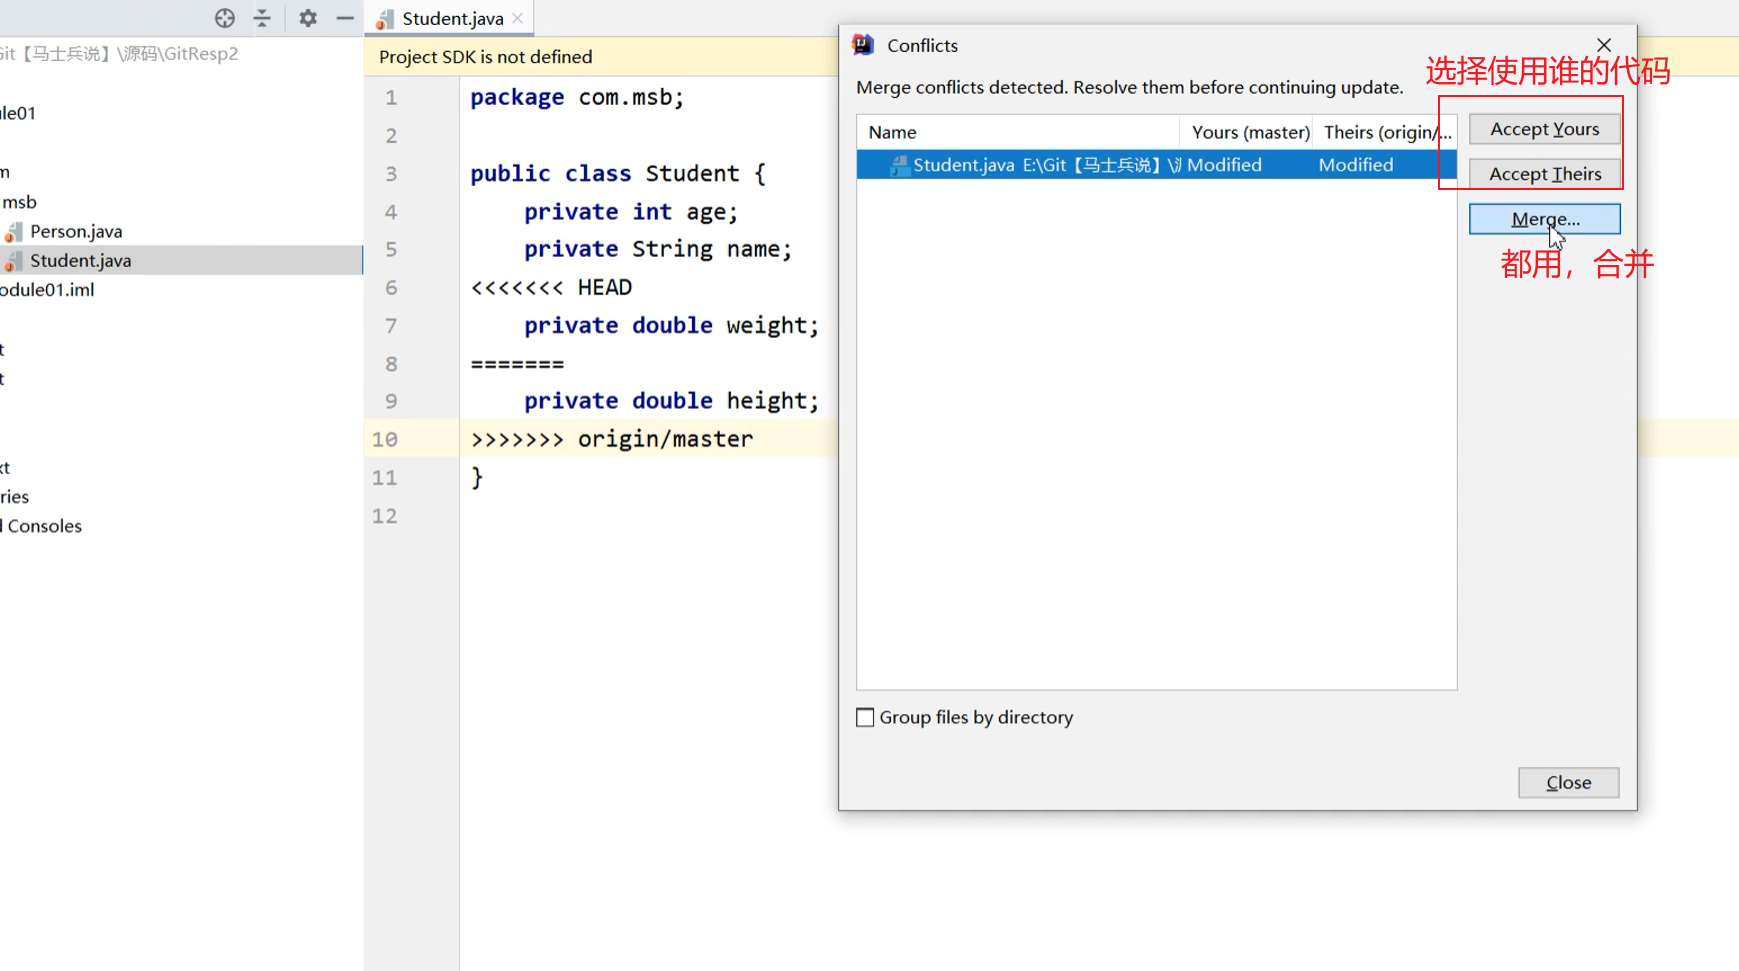 Student.java
Git【马士兵说】\源码\GitResp2
Project SDK is not defined
le01
m
msb
Person.java
Student.java
odule01.iml
t
t
xt
ries
d Consoles
1 package com.msb;
2
3 public class Student {
4 private int age;
5 private String name;
6 <<<<<<< HEAD
7 private double weight;
8 =======
9 private double height;
10 >>>>>>> origin/master
11 }
12
Conflicts
选择使用谁的代码
Merge conflicts detected. Resolve them before continuing update.
Name Yours (master) Theirs (origin/...
Student.java E:\Git【马士兵说】\ Modified Modified
Accept Yours
Accept Theirs
Merge...
都用，合并
Group files by directory
Close